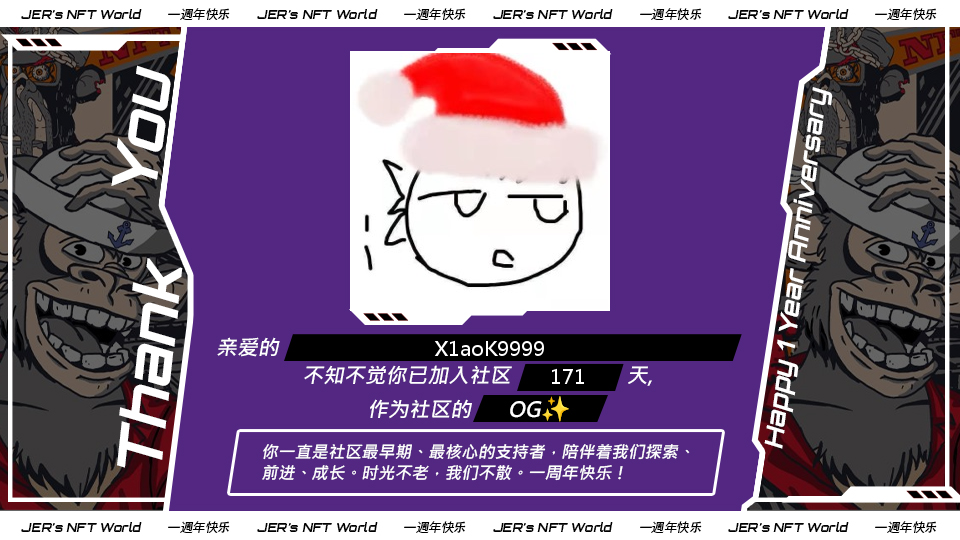 JER's NFT World 一週年快乐 JER's NFT World 一週年快乐 JER's NFT World 一週年快乐 JER's NFT World 一週年快乐
Thank You
亲爱的 X1aoK9999
不知不觉你已加入社区 171 天,
作为社区的 OG✨
你一直是社区最早期、最核心的支持者，陪伴着我们探索、
前进、成长。时光不老，我们不散。一周年快乐！
Happy 1 Year Anniversary
JER's NFT World 一週年快乐 JER's NFT World 一週年快乐 JER's NFT World 一週年快乐 JER's NFT World 一週年快乐